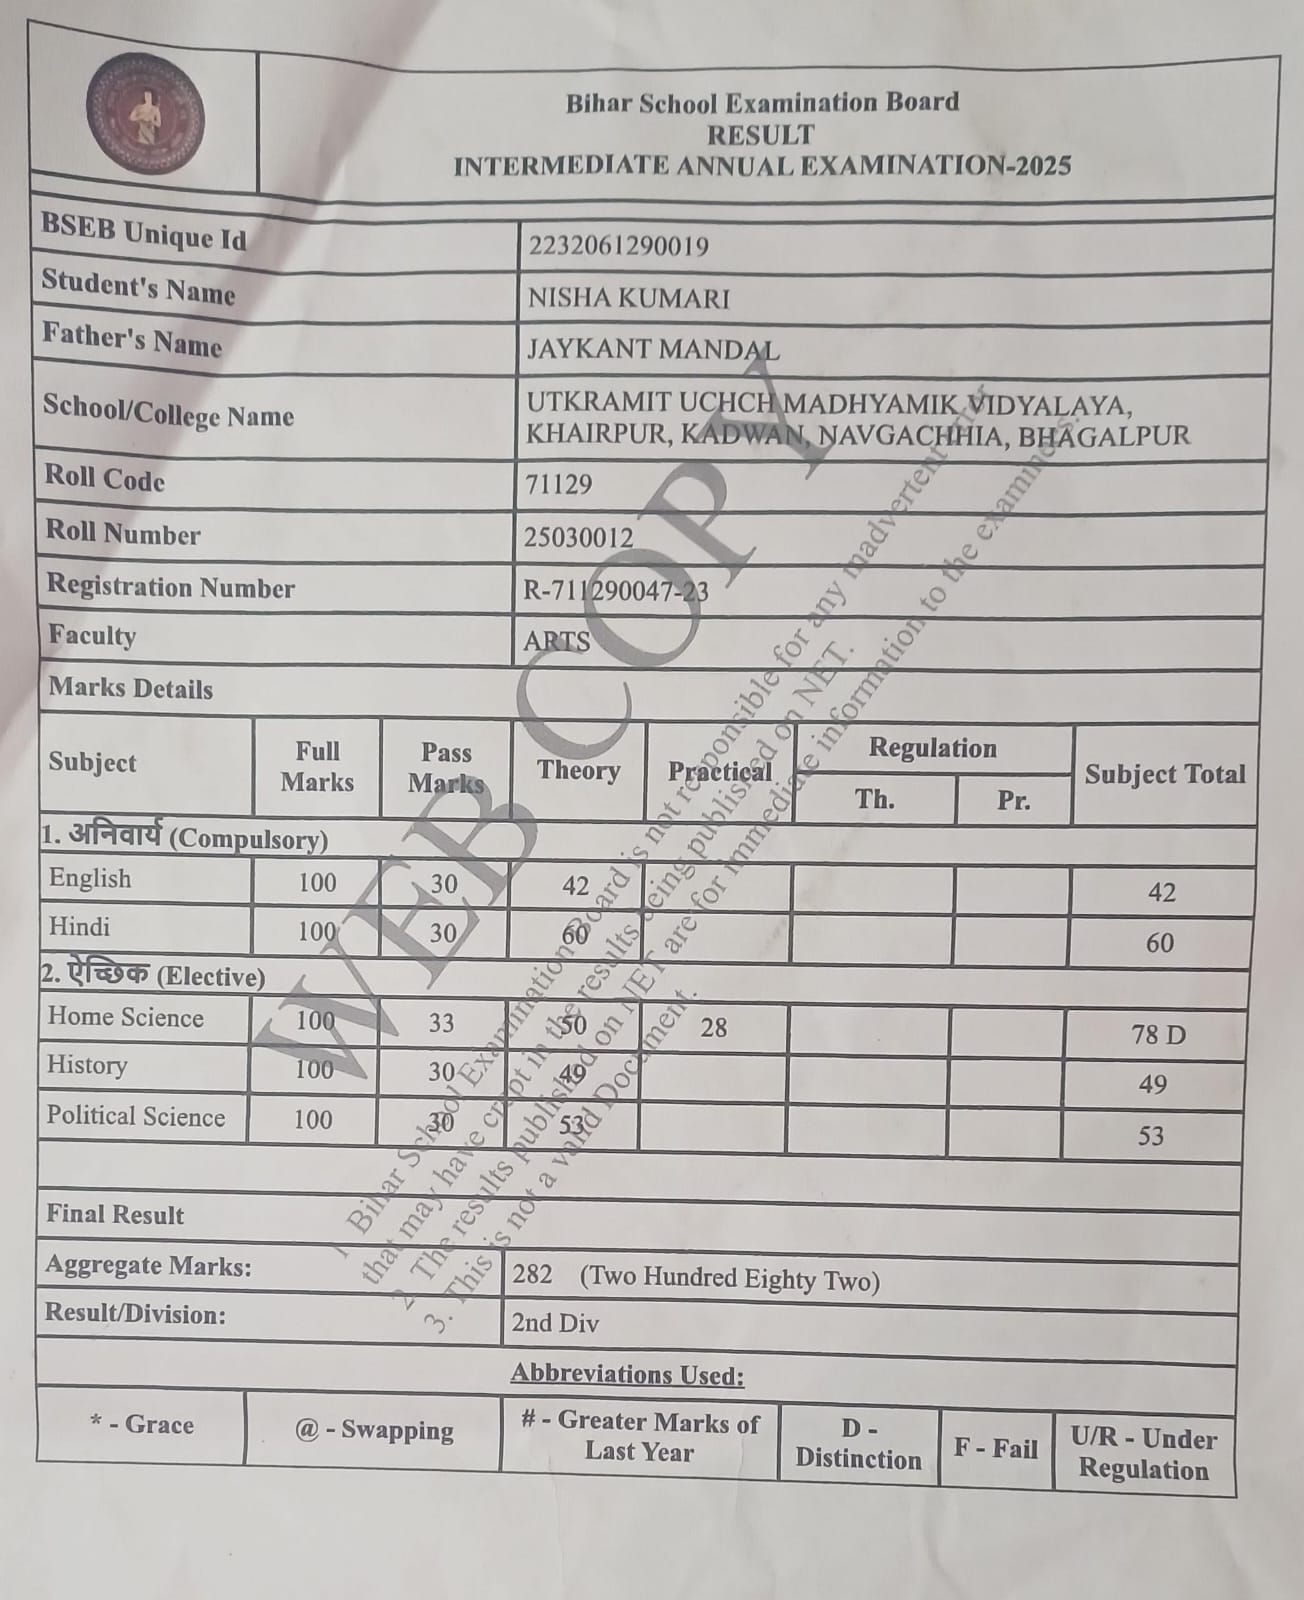 Bihar School Examination Board
RESULT
INTERMEDIATE ANNUAL EXAMINATION-2025
BSEB Unique Id 2232061290019
Student's Name NISHA KUMARI
Father's Name JAYKANT MANDAL
School/College Name UTKRAMIT UCHCH MADHYAMIK VIDYALAYA,
KHAIRPUR, KADWAN, NAVGACHHIA, BHAGALPUR
Roll Code 71129
Roll Number 25030012
Registration Number R-711290047-23
Faculty ARTS
Marks Details
Subject Full Marks Pass Marks Theory Practical Regulation Th. Pr. Subject Total
1. अनिवार्य (Compulsory)
English 100 30 42 42
Hindi 100 30 60 60
2. ऐच्छिक (Elective)
Home Science 100 33 50 28 78 D
History 100 30 49 49
Political Science 100 30 53 53
Final Result
Aggregate Marks: 282 (Two Hundred Eighty Two)
Result/Division: 2nd Div
Abbreviations Used:
* - Grace @ - Swapping # - Greater Marks of Last Year D - Distinction F - Fail U/R - Under Regulation
WEB COPY
1. Bihar School Examination Board is not responsible for any inadvertent error
that may have crept in the results being published on NET.
2. The results published on NET are for immediate information to the examinees.
3. This is not a valid Document.